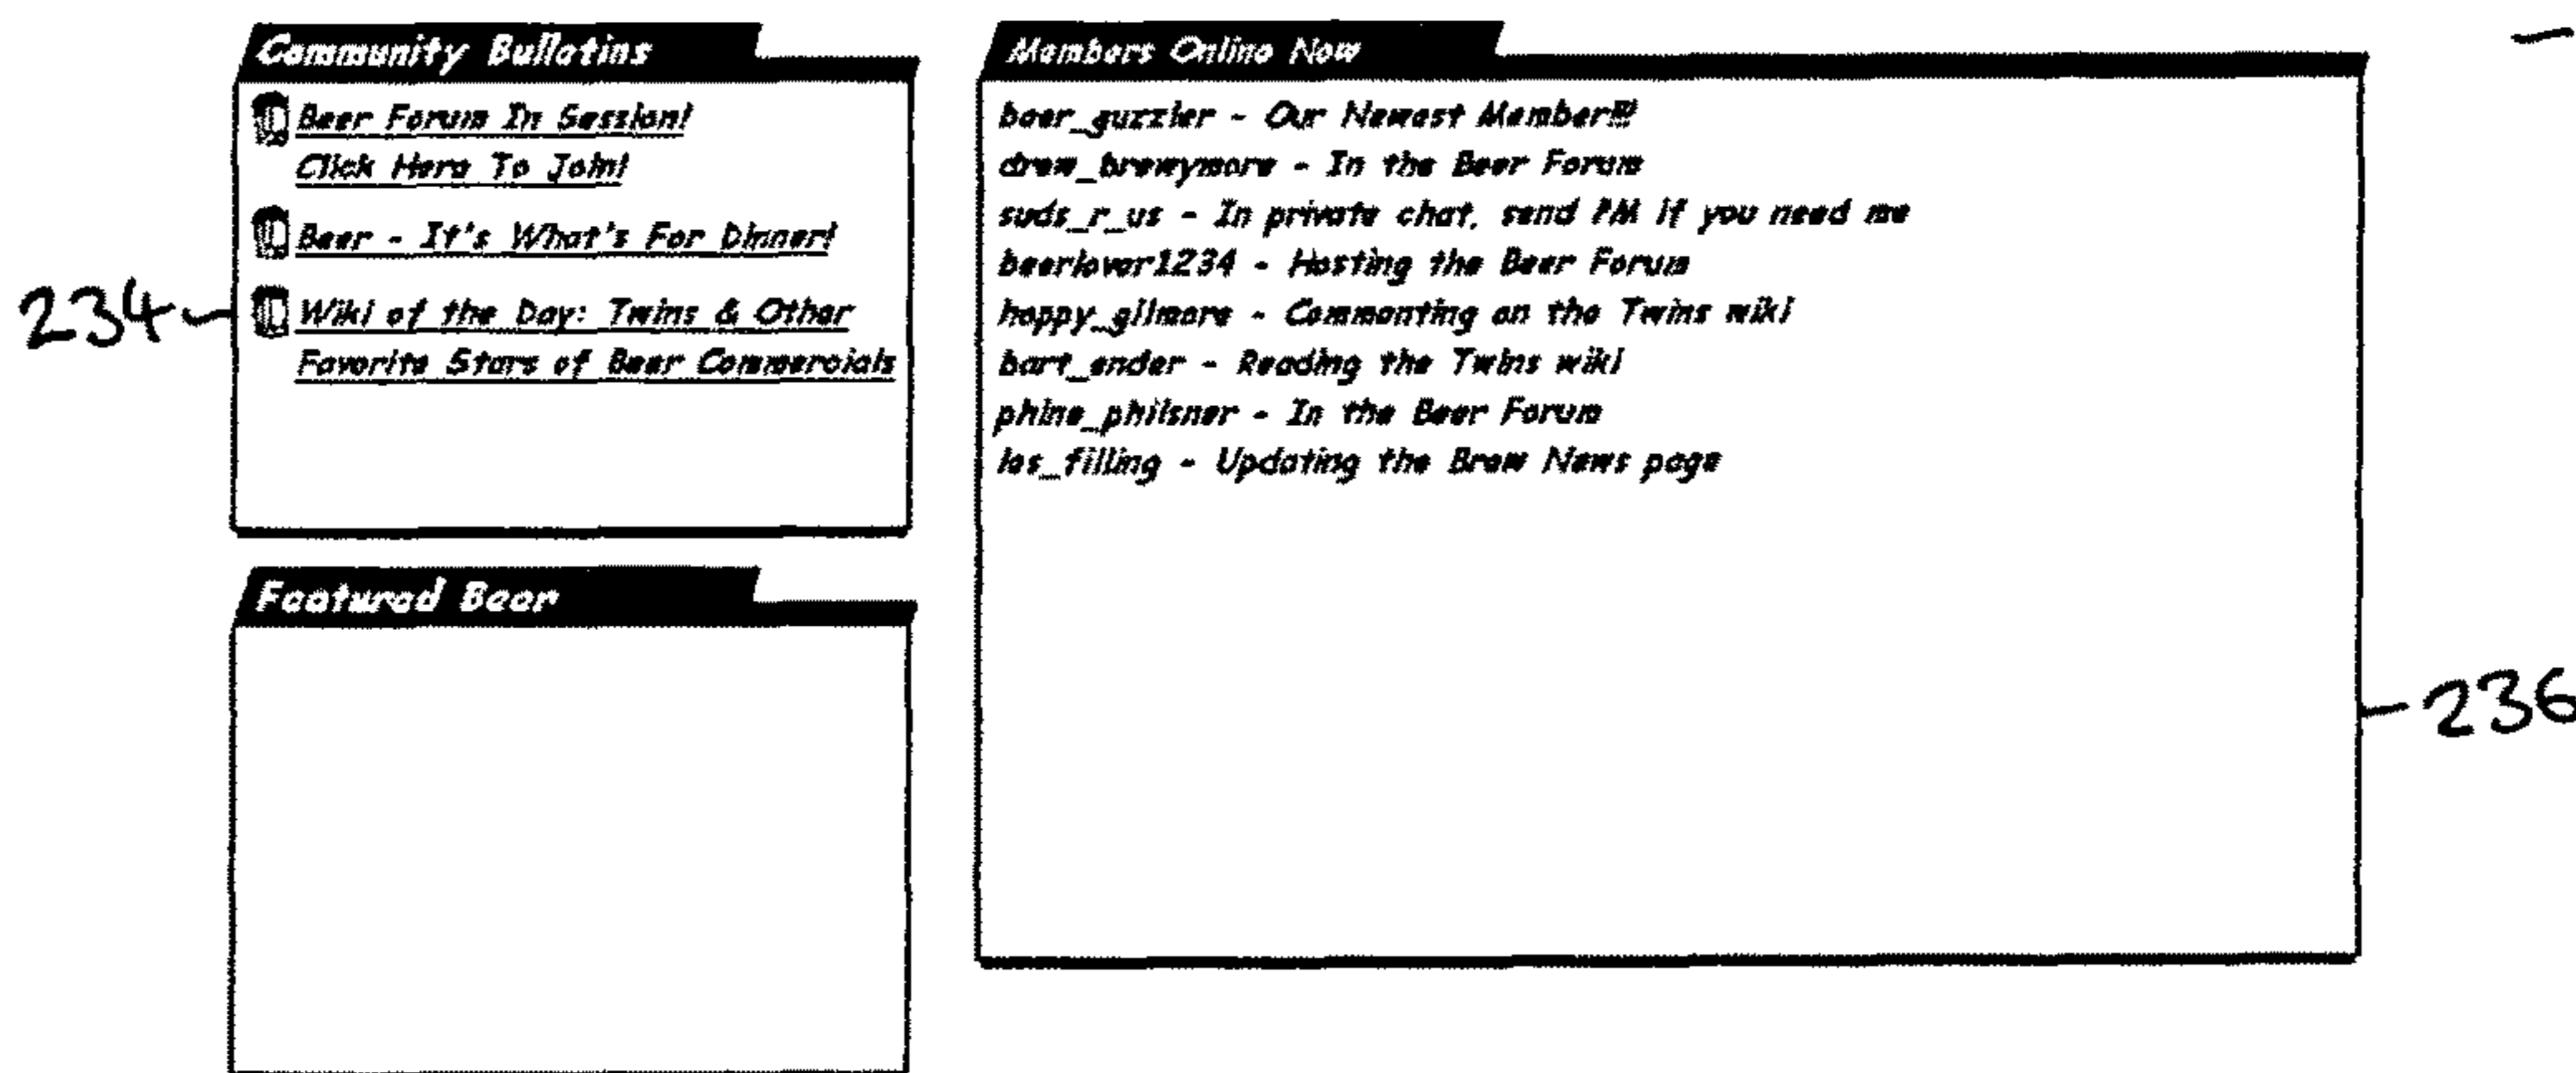 Community Bulletins
Beer Forum In Session!
Click Here To Join!
Beer - It's What's For Dinner!
Wiki of the Day: Twins & Other
Favorite Stars of Beer Commercials
234
Featured Beer
Members Online Now
beer_guzzler - Our Newest Member!!!
drew_brewymore - In the Beer Forum
suds_r_us - In private chat, send PM if you need me
beerlover1234 - Hosting the Beer Forum
hoppy_gilmore - Commenting on the Twins wiki
bart_ender - Reading the Twins wiki
phine_philsner - In the Beer Forum
les_filling - Updating the Brew News page
236